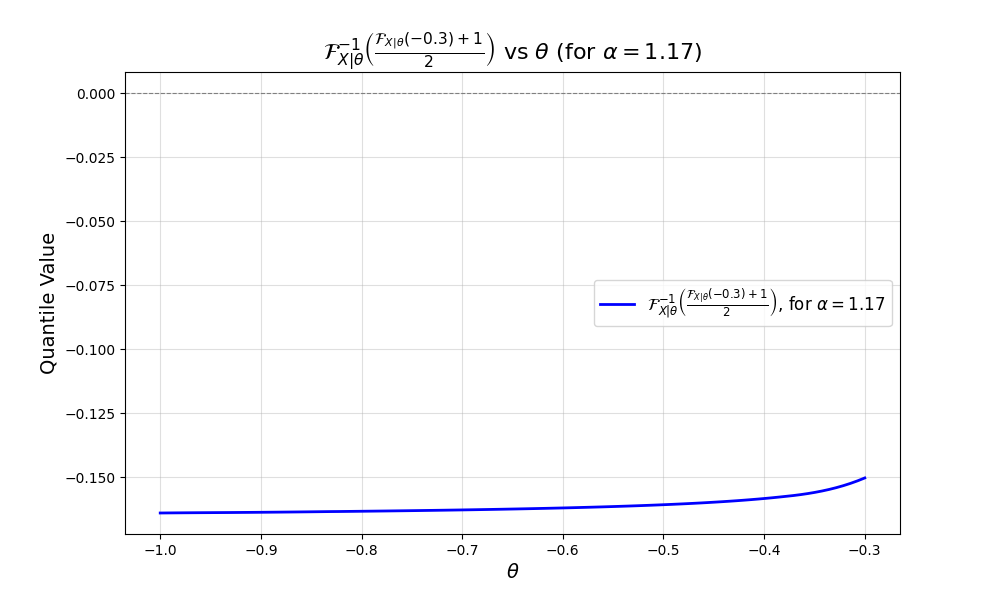 $\mathcal{F}_{X|\theta}^{-1}\left(\frac{\mathcal{F}_{X|\theta}(-0.3)+1}{2}\right)$ vs $\theta$ (for $\alpha = 1.17$)
0.000
−0.025
−0.050
−0.075
−0.100
−0.125
−0.150
Quantile Value
$\mathcal{F}_{X|\theta}^{-1}\left(\frac{\mathcal{F}_{X|\theta}(-0.3)+1}{2}\right)$, for $\alpha = 1.17$
−1.0 −0.9 −0.8 −0.7 −0.6 −0.5 −0.4 −0.3
$\theta$